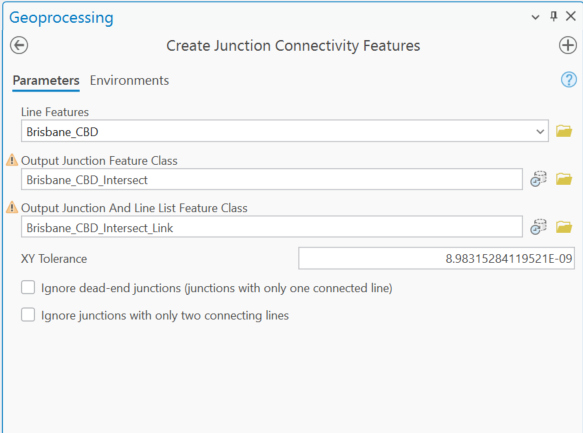 Geoprocessing
Create Junction Connectivity Features
Parameters Environments
Line Features
Brisbane_CBD
Output Junction Feature Class
Brisbane_CBD_Intersect
Output Junction And Line List Feature Class
Brisbane_CBD_Intersect_Link
XY Tolerance 8.98315284119521E-09
Ignore dead-end junctions (junctions with only one connected line)
Ignore junctions with only two connecting lines